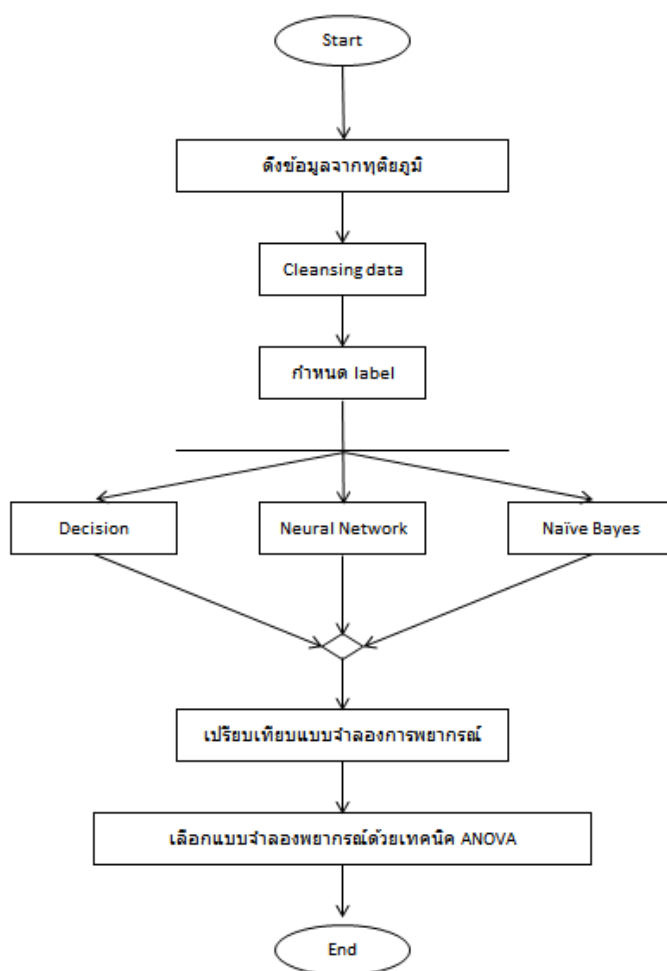 Start
ดึงข้อมูลจากทุติยภูมิ
Cleansing data
กำหนด label
Decision
Neural Network
Naïve Bayes
เปรียบเทียบแบบจำลองการพยากรณ์
เลือกแบบจำลองพยากรณ์ด้วยเทคนิค ANOVA
End